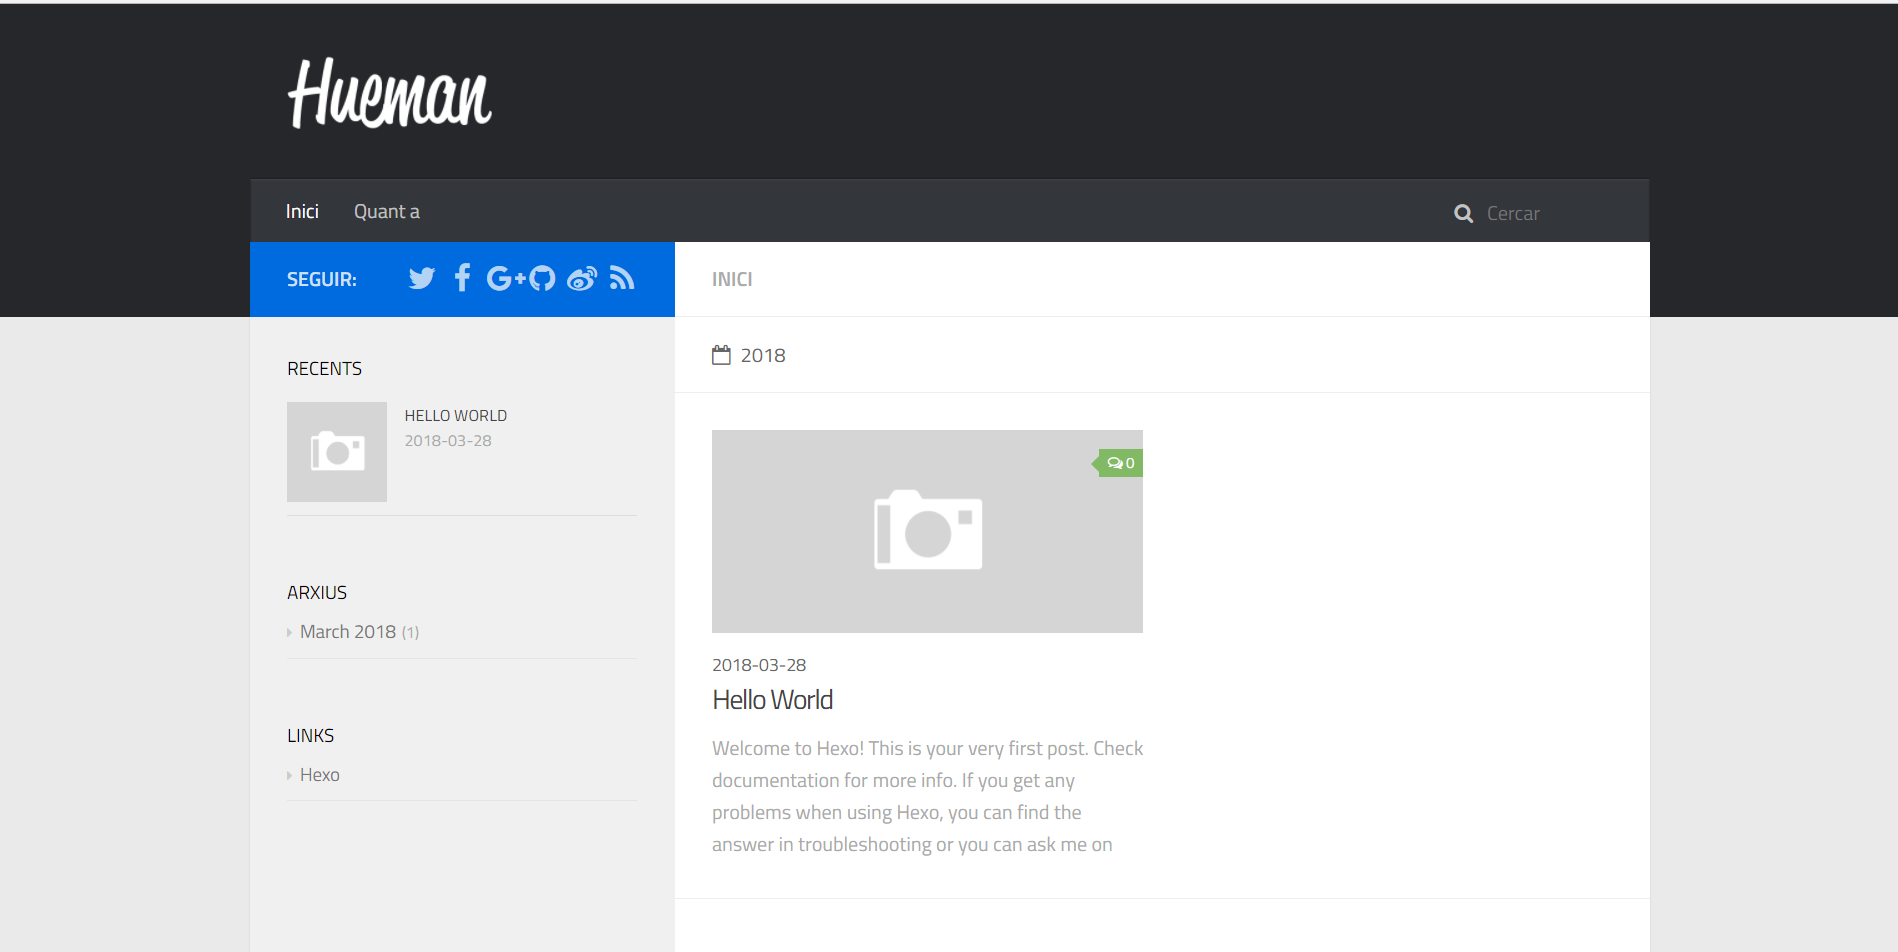 Hueman
Inici
Quant a
Cercar
SEGUIR:
RECENTS
HELLO WORLD
2018-03-28
ARXIUS
March 2018 (1)
LINKS
Hexo
INICI
2018
0
2018-03-28
Hello World
Welcome to Hexo! This is your very first post. Check
documentation for more info. If you get any
problems when using Hexo, you can find the
answer in troubleshooting or you can ask me on